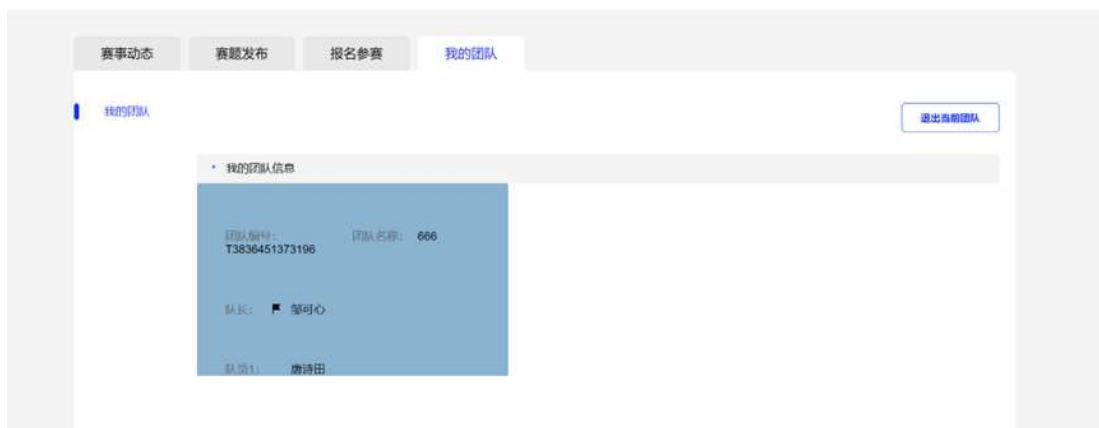 赛事动态 赛题发布 报名参赛 我的团队
我的团队
退出当前团队
• 我的团队信息
团队编号: 团队名称: 666
T3836451373196
队长: 邹可心
队员1: 唐诗田